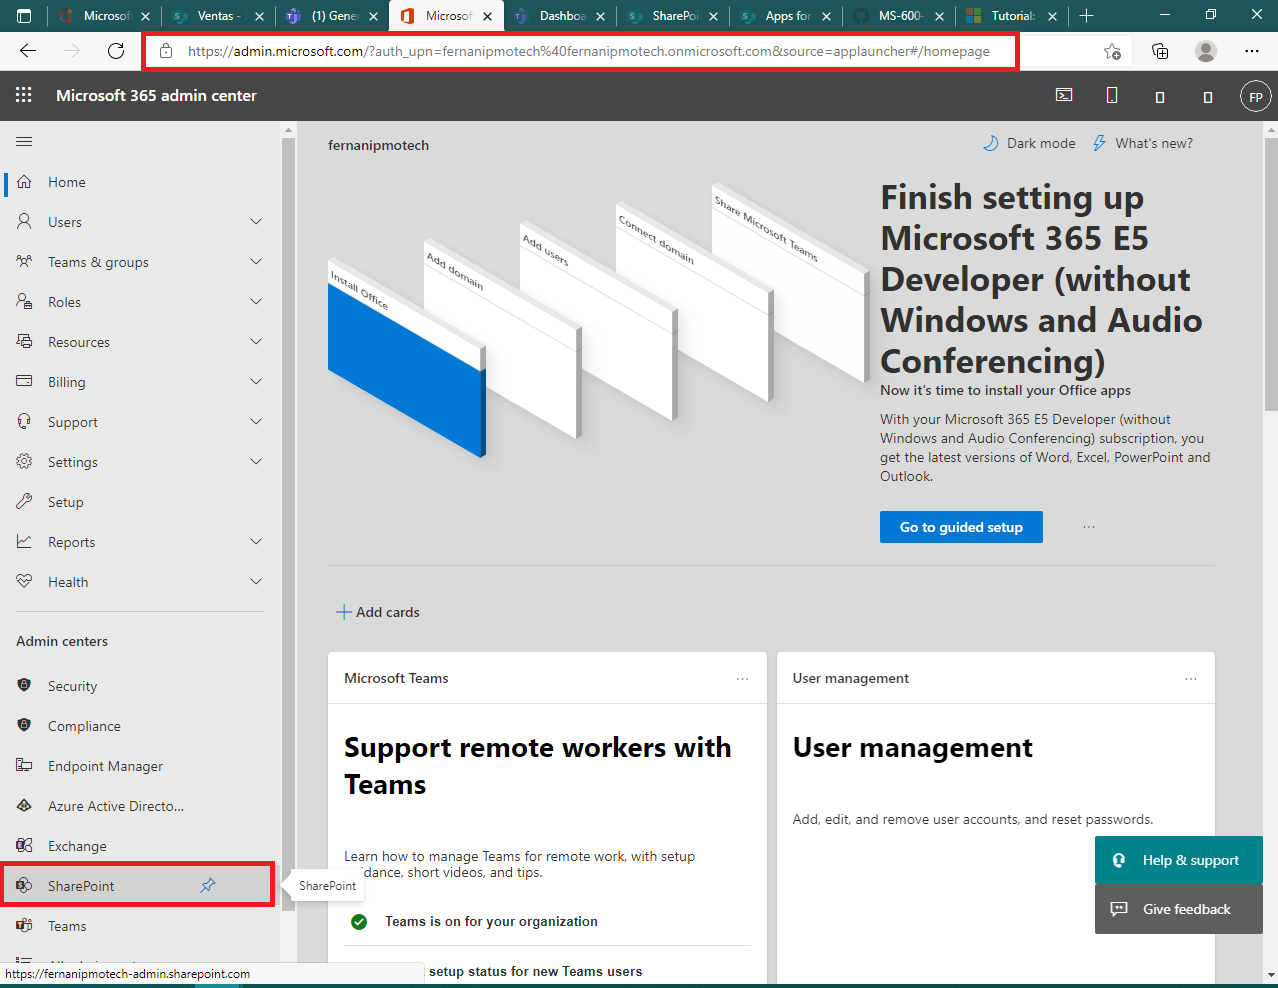 Microsof
Ventas -
(1) Gener
Microsof
Dashboa
SharePoi
Apps for
MS-600-
Tutorial:
https://admin.microsoft.com/?auth_upn=fernanipmotech%40fernanipmotech.onmicrosoft.com&source=applauncher#/homepage
Microsoft 365 admin center
FP
Home
Users
Teams & groups
Roles
Resources
Billing
Support
Settings
Setup
Reports
Health
Admin centers
Security
Compliance
Endpoint Manager
Azure Active Directo...
Exchange
SharePoint
Teams
SharePoint
https://fernanipmotech-admin.sharepoint.com
fernanipmotech
Dark mode
What's new?
Install Office
Add domain
Add users
Connect domain
Share Microsoft Teams
Finish setting up
Microsoft 365 E5
Developer (without
Windows and Audio
Conferencing)
Now it's time to install your Office apps
With your Microsoft 365 E5 Developer (without
Windows and Audio Conferencing) subscription, you
get the latest versions of Word, Excel, PowerPoint and
Outlook.
Go to guided setup
Add cards
Microsoft Teams
Support remote workers with
Teams
Learn how to manage Teams for remote work, with setup
dance, short videos, and tips.
Teams is on for your organization
setup status for new Teams users
User management
User management
Add, edit, and remove user accounts, and reset passwords.
Help & support
Give feedback